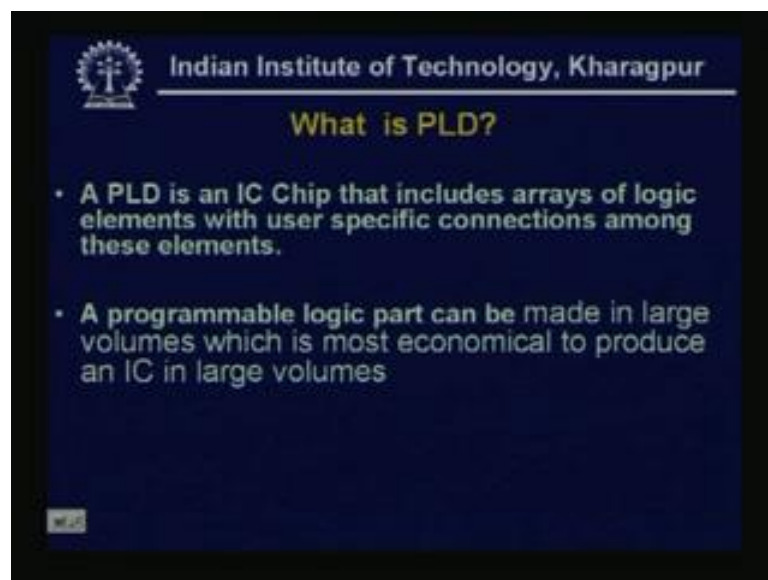 Indian Institute of Technology, Kharagpur
What is PLD?
• A PLD is an IC Chip that includes arrays of logic
elements with user specific connections among
these elements.
• A programmable logic part can be made in large
volumes which is most economical to produce
an IC in large volumes